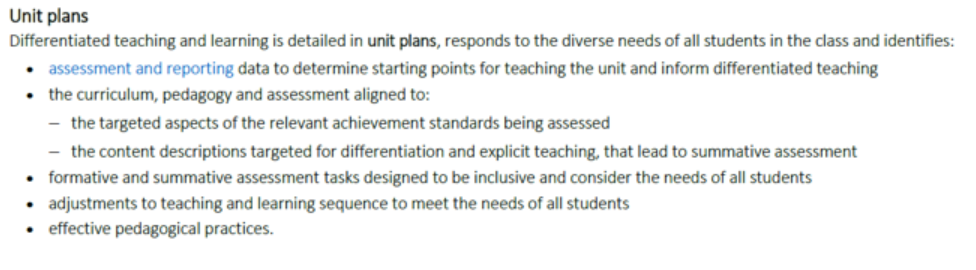 Unit plans
Differentiated teaching and learning is detailed in unit plans, responds to the diverse needs of all students in the class and identifies:
• assessment and reporting data to determine starting points for teaching the unit and inform differentiated teaching
• the curriculum, pedagogy and assessment aligned to:
– the targeted aspects of the relevant achievement standards being assessed
– the content descriptions targeted for differentiation and explicit teaching, that lead to summative assessment
• formative and summative assessment tasks designed to be inclusive and consider the needs of all students
• adjustments to teaching and learning sequence to meet the needs of all students
• effective pedagogical practices.